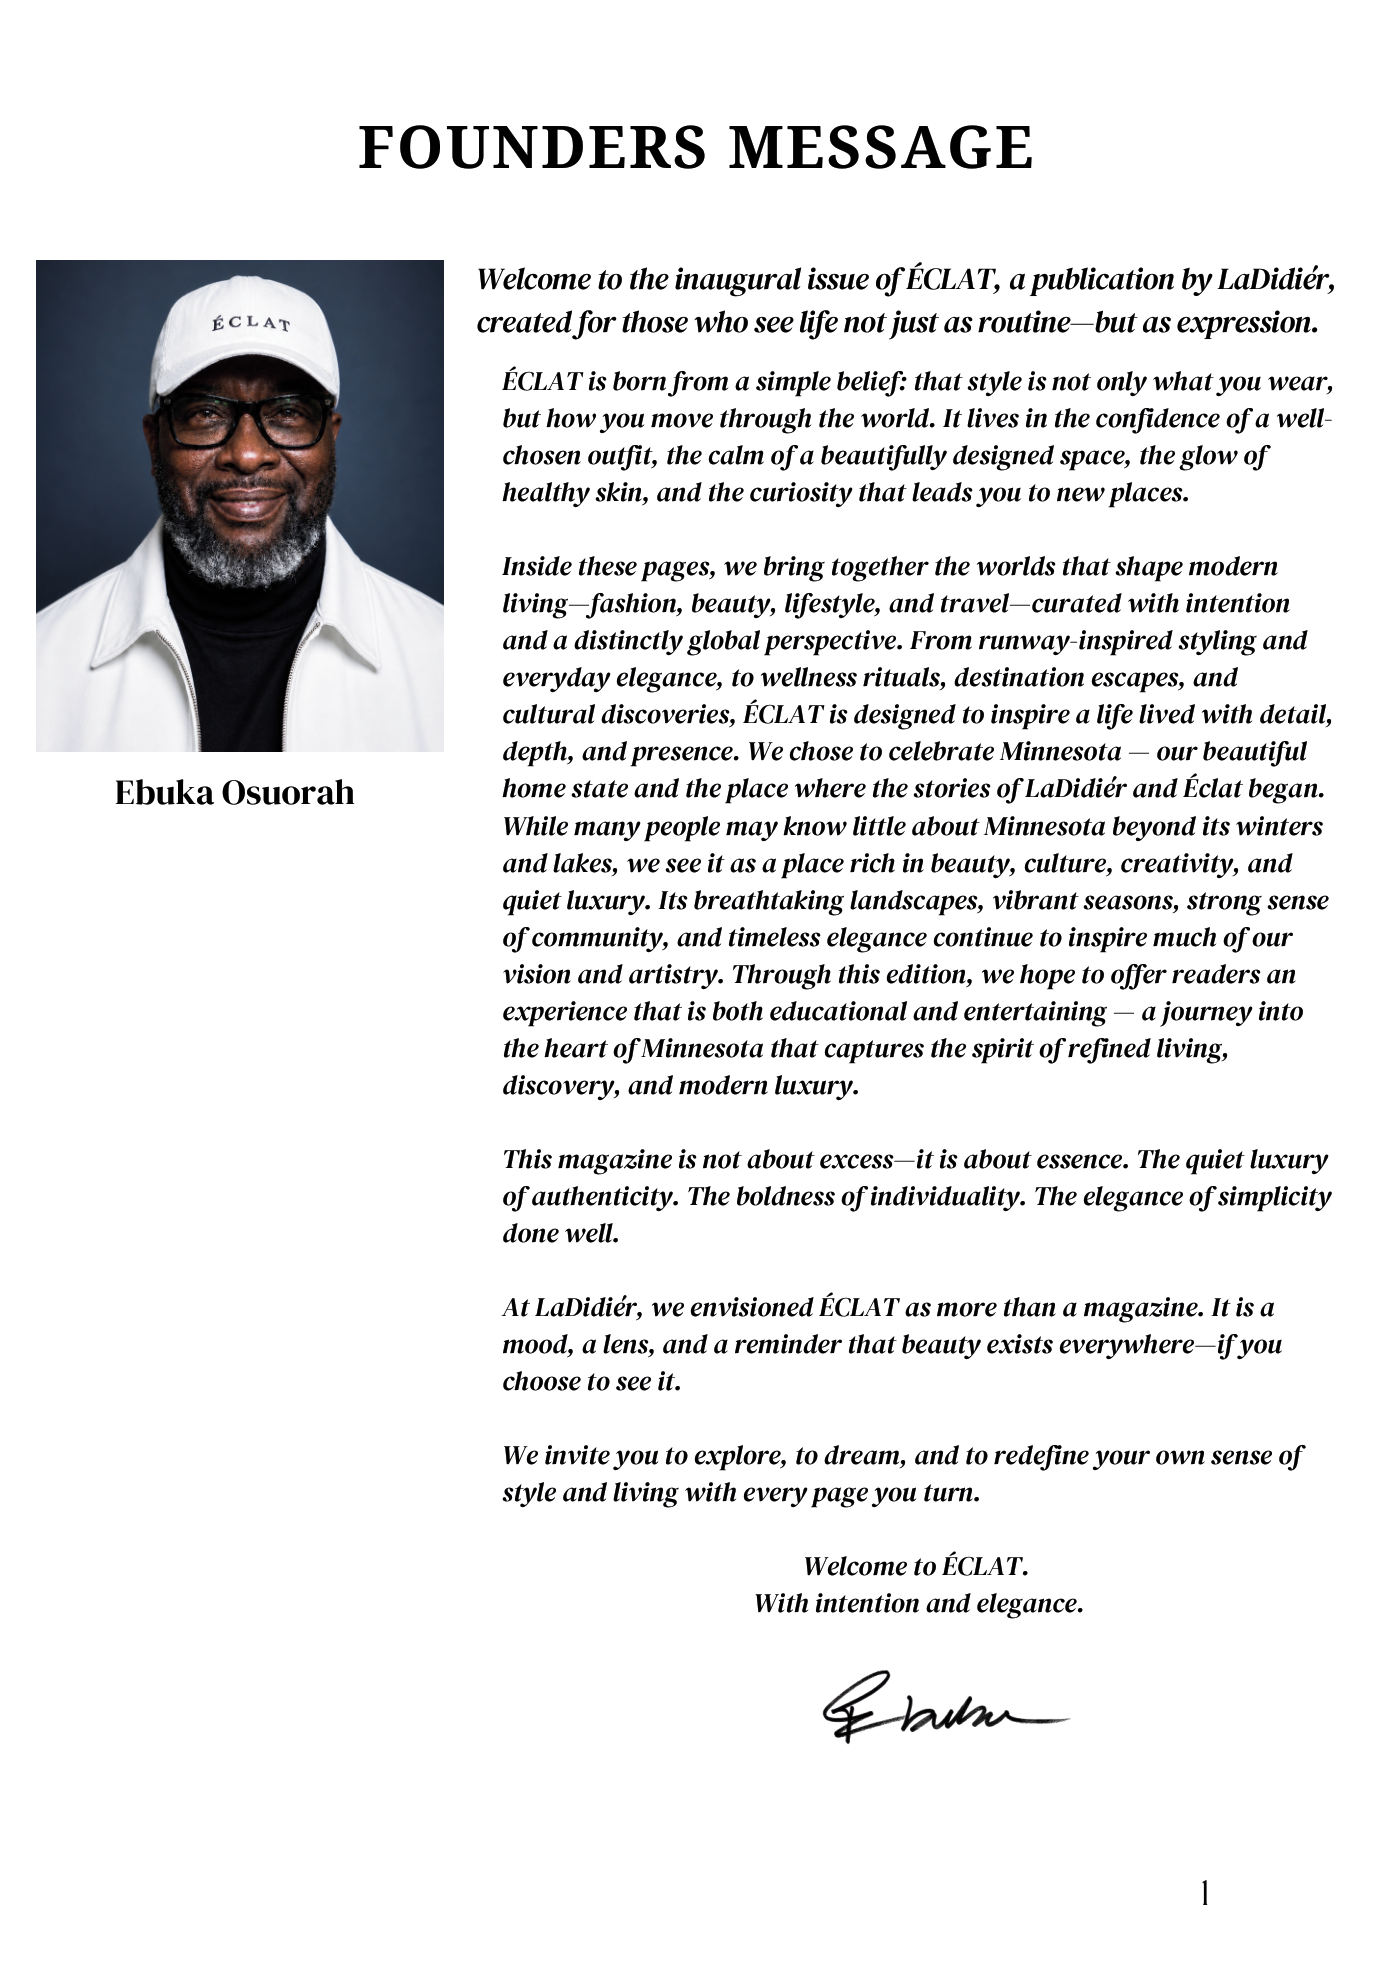 FOUNDERS MESSAGE
ÉCLAT
Ebuka Osuorah
Welcome to the inaugural issue of ÉCLAT, a publication by LaDidiér,
created for those who see life not just as routine—but as expression.
ÉCLAT is born from a simple belief: that style is not only what you wear,
but how you move through the world. It lives in the confidence of a well-
chosen outfit, the calm of a beautifully designed space, the glow of
healthy skin, and the curiosity that leads you to new places.
Inside these pages, we bring together the worlds that shape modern
living—fashion, beauty, lifestyle, and travel—curated with intention
and a distinctly global perspective. From runway-inspired styling and
everyday elegance, to wellness rituals, destination escapes, and
cultural discoveries, ÉCLAT is designed to inspire a life lived with detail,
depth, and presence. We chose to celebrate Minnesota — our beautiful
home state and the place where the stories of LaDidiér and Éclat began.
While many people may know little about Minnesota beyond its winters
and lakes, we see it as a place rich in beauty, culture, creativity, and
quiet luxury. Its breathtaking landscapes, vibrant seasons, strong sense
of community, and timeless elegance continue to inspire much of our
vision and artistry. Through this edition, we hope to offer readers an
experience that is both educational and entertaining — a journey into
the heart of Minnesota that captures the spirit of refined living,
discovery, and modern luxury.
This magazine is not about excess—it is about essence. The quiet luxury
of authenticity. The boldness of individuality. The elegance of simplicity
done well.
At LaDidiér, we envisioned ÉCLAT as more than a magazine. It is a
mood, a lens, and a reminder that beauty exists everywhere—if you
choose to see it.
We invite you to explore, to dream, and to redefine your own sense of
style and living with every page you turn.
Welcome to ÉCLAT.
With intention and elegance.
Ebuka
1